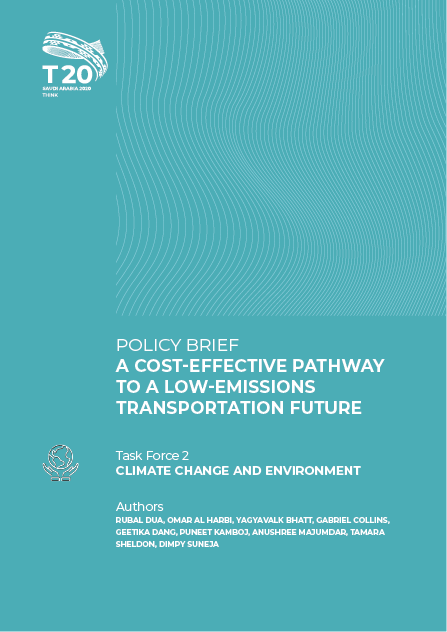 T20
SAUDI ARABIA 2020
THINK
POLICY BRIEF
A COST-EFFECTIVE PATHWAY
TO A LOW-EMISSIONS
TRANSPORTATION FUTURE
Task Force 2
CLIMATE CHANGE AND ENVIRONMENT
Authors
RUBAL DUA, OMAR AL HARBI, YAGYAVALK BHATT, GABRIEL COLLINS,
GEETIKA DANG, PUNEET KAMBOJ, ANUSHREE MAJUMDAR, TAMARA
SHELDON, DIMPY SUNEJA